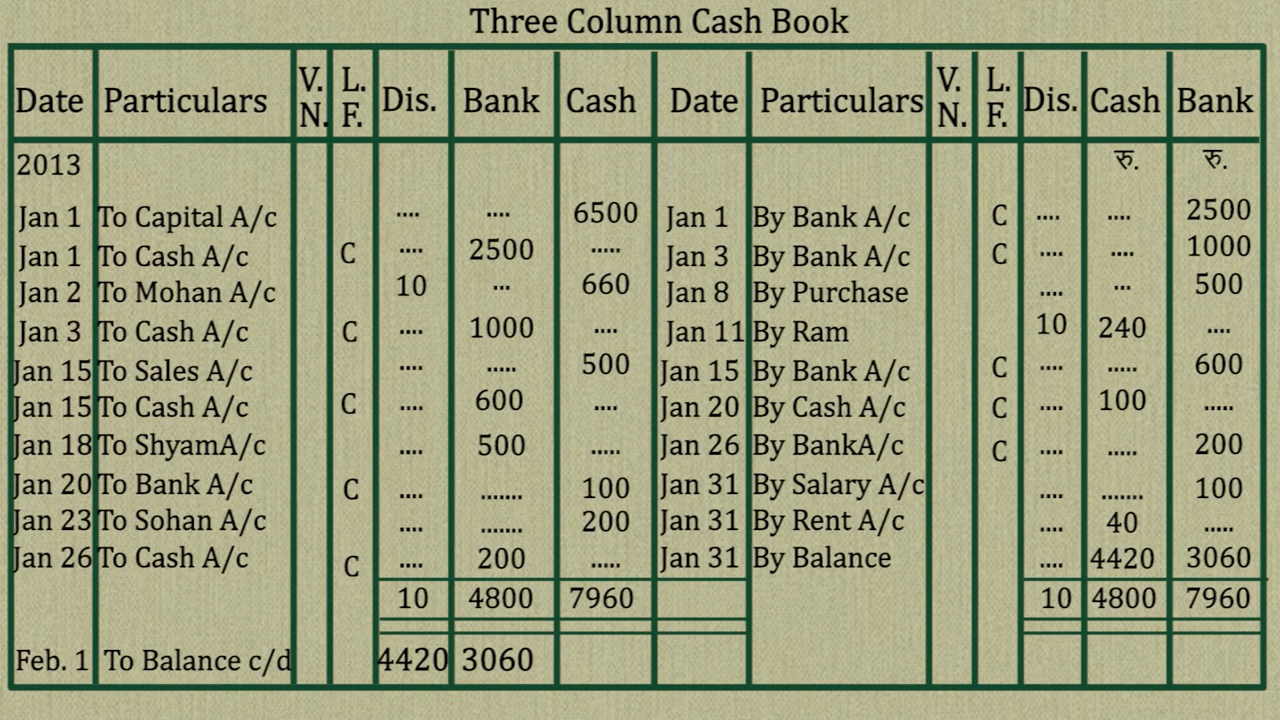 Three Column Cash Book
Date Particulars V. N. L. F. Dis. Bank Cash Date Particulars V. N. L. F. Dis. Cash Bank
2013 रु. रु.
Jan 1 To Capital A/c .... .... 6500 Jan 1 By Bank A/c C .... .... 2500
Jan 1 To Cash A/c C .... 2500 ..... Jan 3 By Bank A/c C .... .... 1000
Jan 2 To Mohan A/c 10 ... 660 Jan 8 By Purchase .... ... 500
Jan 3 To Cash A/c C .... 1000 .... Jan 11 By Ram 10 240 ....
Jan 15 To Sales A/c .... ..... 500 Jan 15 By Bank A/c C .... ..... 600
Jan 15 To Cash A/c C .... 600 .... Jan 20 By Cash A/c C .... 100 .....
Jan 18 To ShyamA/c .... 500 ..... Jan 26 By BankA/c C .... ..... 200
Jan 20 To Bank A/c C .... ....... 100 Jan 31 By Salary A/c .... ....... 100
Jan 23 To Sohan A/c .... ....... 200 Jan 31 By Rent A/c .... 40 .....
Jan 26 To Cash A/c C .... 200 ..... Jan 31 By Balance .... 4420 3060
10 4800 7960 10 4800 7960
Feb. 1 To Balance c/d 4420 3060